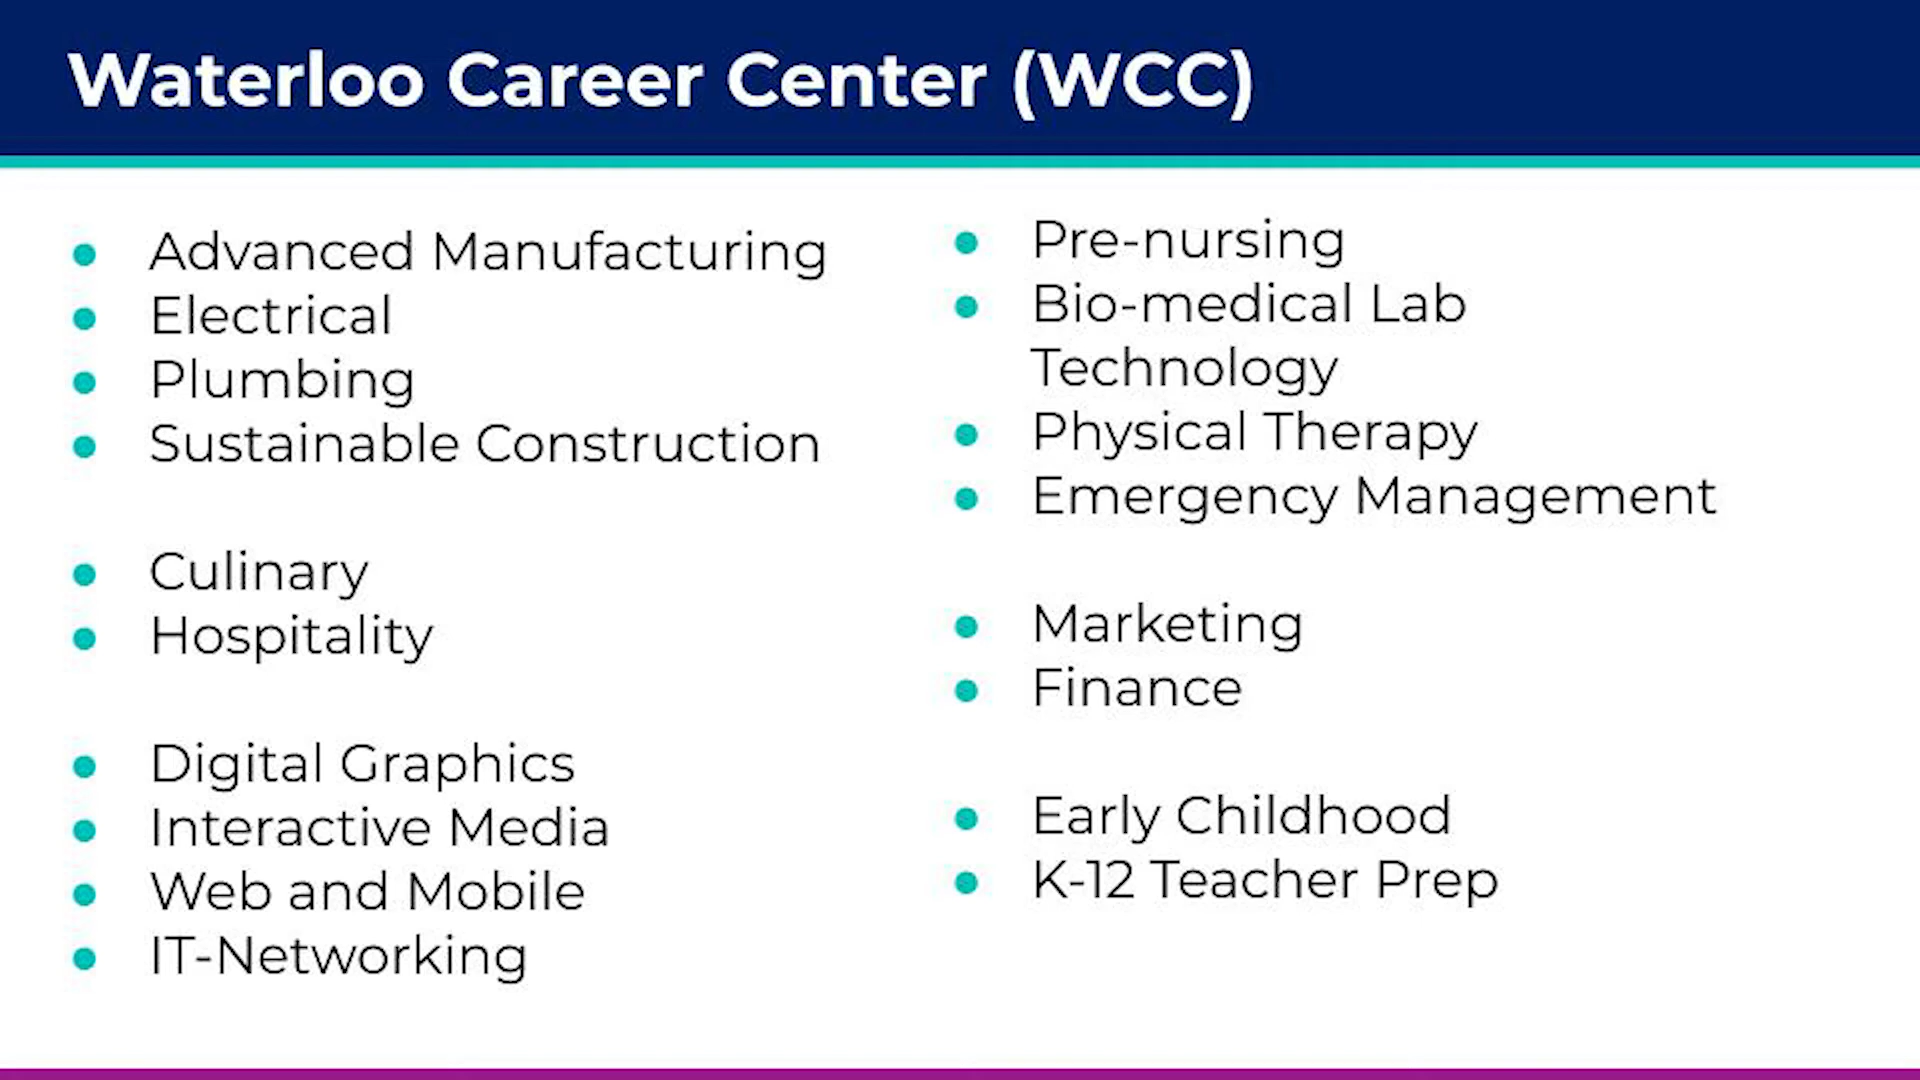 Waterloo Career Center (WCC)
Advanced Manufacturing
Electrical
Plumbing
Sustainable Construction
Culinary
Hospitality
Digital Graphics
Interactive Media
Web and Mobile
IT-Networking
Pre-nursing
Bio-medical Lab
Technology
Physical Therapy
Emergency Management
Marketing
Finance
Early Childhood
K-12 Teacher Prep